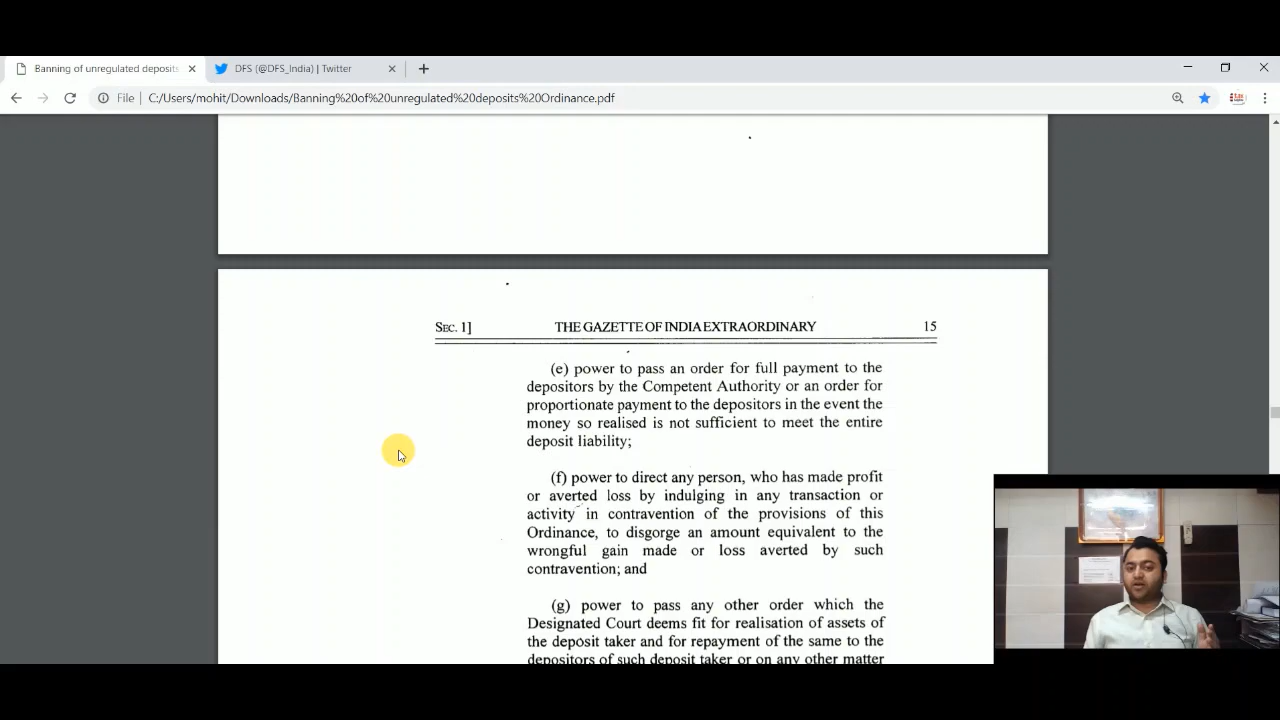 Banning of unregulated deposits
DFS (@DFS_India) | Twitter
File
C:/Users/mohit/Downloads/Banning%20of%20unregulated%20deposits%20Ordinance.pdf
SEC. 1] THE GAZETTE OF INDIA EXTRAORDINARY 15
(e) power to pass an order for full payment to the
depositors by the Competent Authority or an order for
proportionate payment to the depositors in the event the
money so realised is not sufficient to meet the entire
deposit liability;
(f) power to direct any person, who has made profit
or averted loss by indulging in any transaction or
activity in contravention of the provisions of this
Ordinance, to disgorge an amount equivalent to the
wrongful gain made or loss averted by such
contravention; and
(g) power to pass any other order which the
Designated Court deems fit for realisation of assets of
the deposit taker and for repayment of the same to the
depositors of such deposit taker or on any other matter